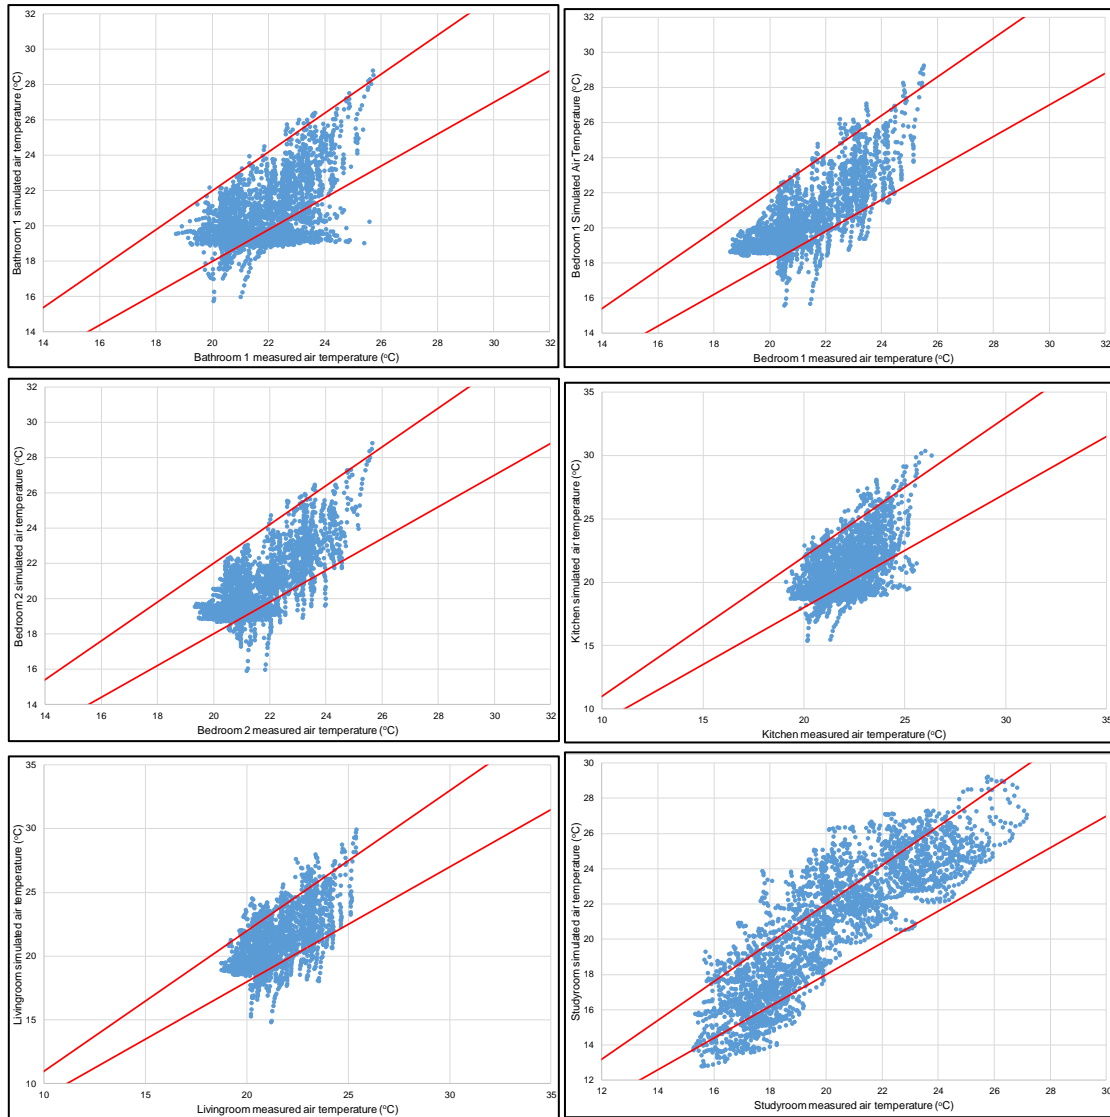 32
30
28
26
24
22
20
18
16
14
14 16 18 20 22 24 26 28 30 32
Bathroom 1 simulated air temperature (°C)
Bathroom 1 measured air temperature (°C)
32
30
28
26
24
22
20
18
16
14
14 16 18 20 22 24 26 28 30 32
Bedroom 1 Simulated Air Temperature (°C)
Bedroom 1 measured air temperature (°C)
32
30
28
26
24
22
20
18
16
14
14 16 18 20 22 24 26 28 30 32
Bedroom 2 simulated air temperature (°C)
Bedroom 2 measured air temperature (°C)
35
30
25
20
15
10
10 15 20 25 30 35
Kitchen simulated air temperature (°C)
Kitchen measured air temperature (°C)
35
30
25
20
15
10
10 15 20 25 30 35
Livingroom simulated air temperature (°C)
Livingroom measured air temperature (°C)
30
28
26
24
22
20
18
16
14
12
12 14 16 18 20 22 24 26 28 30
Studyroom simulated air temperature (°C)
Studyroom measured air temperature (°C)